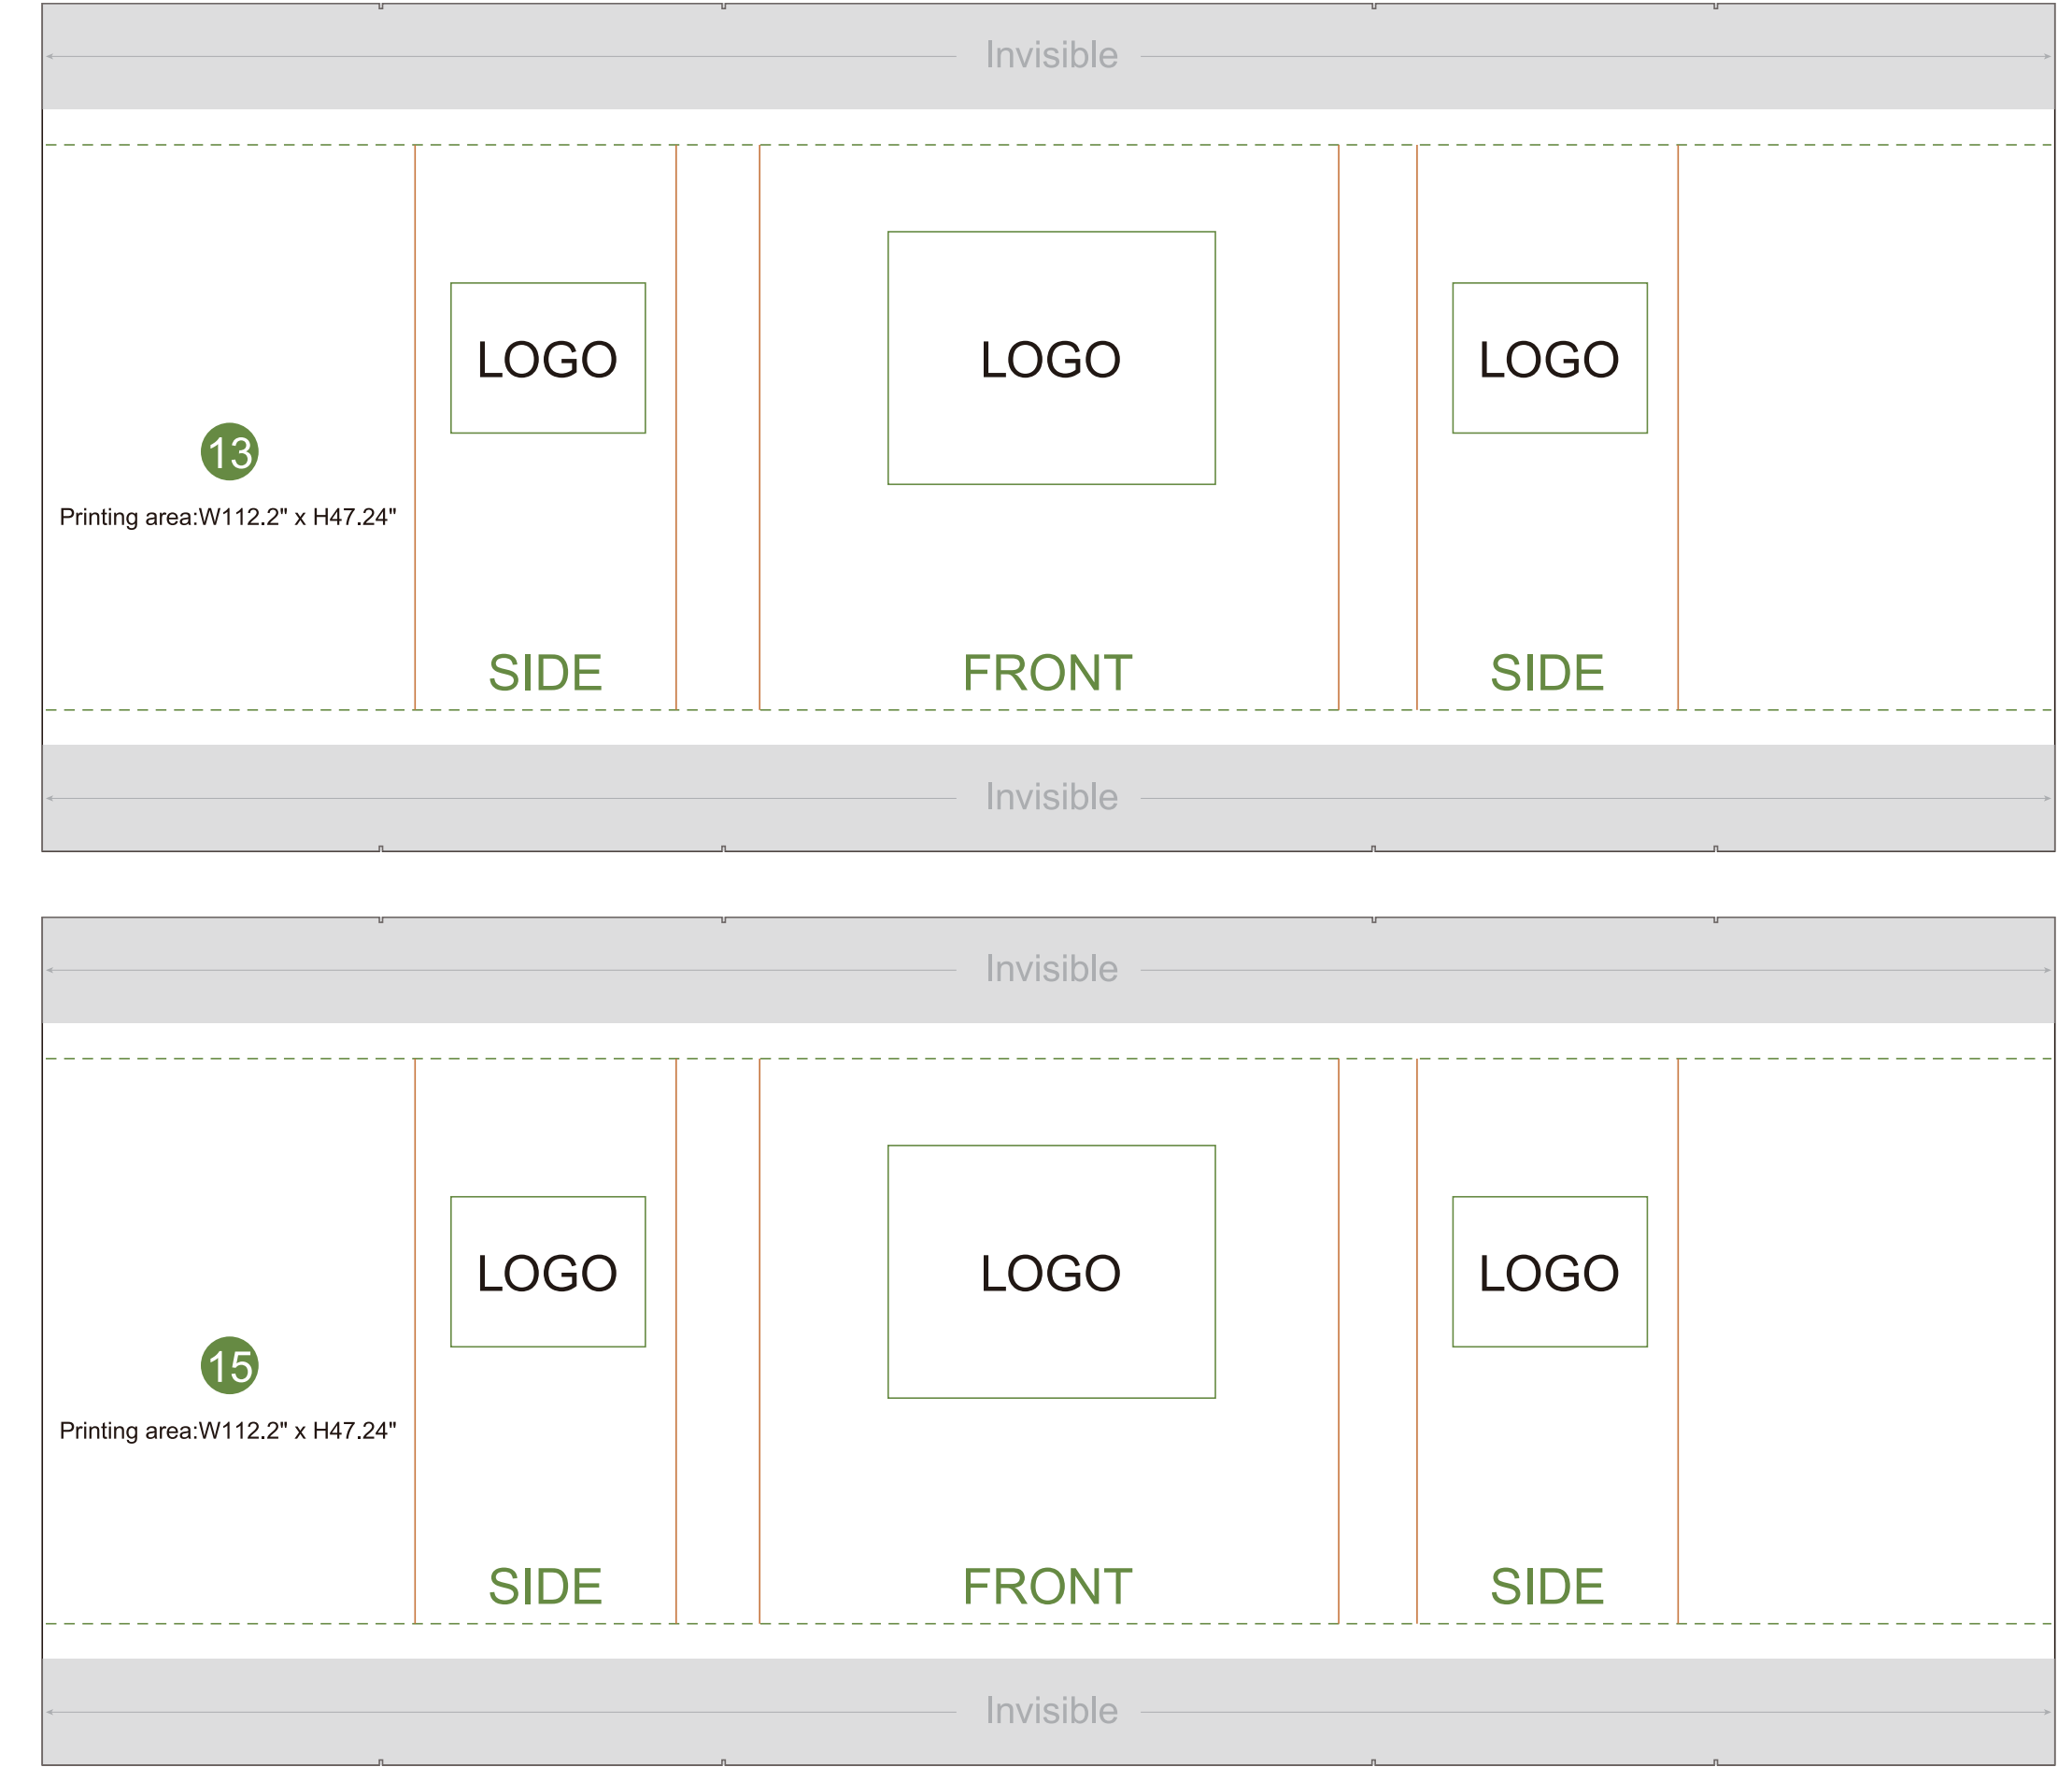 Invisible
LOGO LOGO LOGO
13
Printing area:W112.2" x H47.24"
SIDE FRONT SIDE
Invisible
Invisible
LOGO LOGO LOGO
15
Printing area:W112.2" x H47.24"
SIDE FRONT SIDE
Invisible